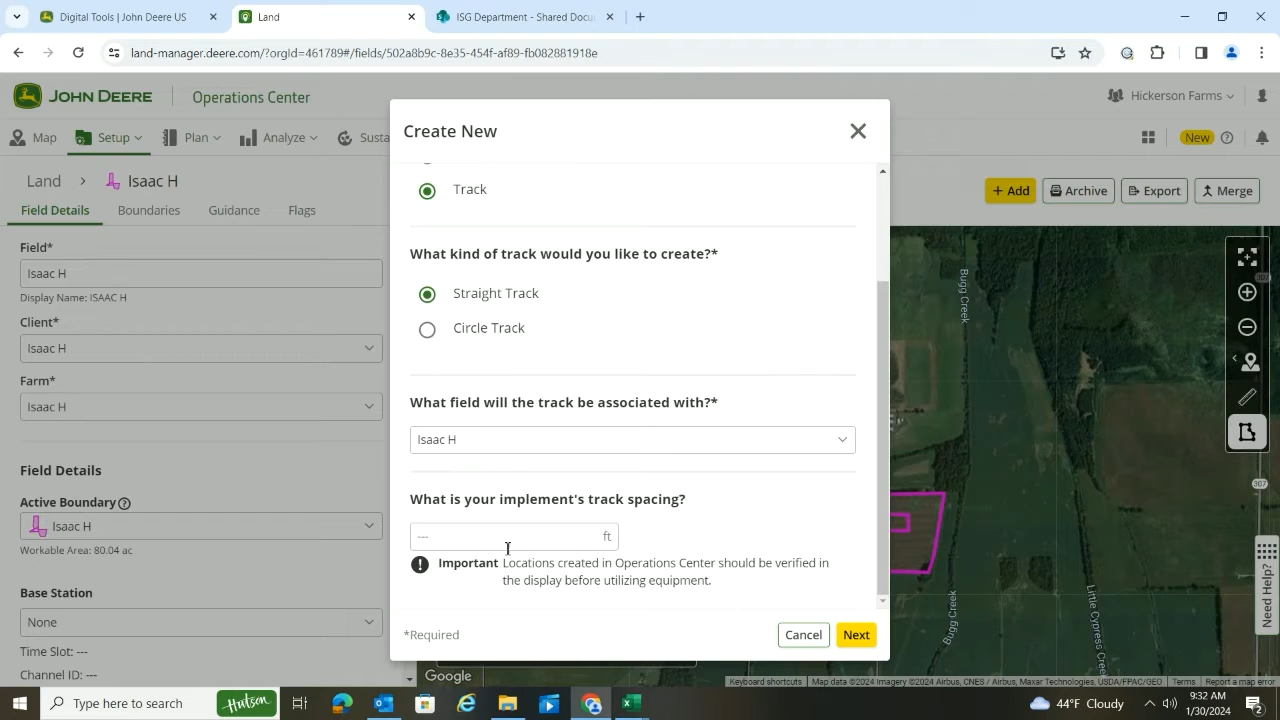 Digital Tools | John Deere US
Land
ISG Department - Shared Docu
land-manager.deere.com/?orgId=461789#/fields/502a8b9c-8e35-454f-af89-fb082881918e
JOHN DEERE
Operations Center
Hickerson Farms
Map
Setup
Plan
Analyze
Susta
New
Land > Isaac H
+ Add
Archive
Export
Merge
Field Details
Boundaries
Guidance
Flags
Field*
Isaac H
Display Name: ISAAC H
Client*
Isaac H
Farm*
Isaac H
Field Details
Active Boundary
Isaac H
Workable Area: 80.04 ac
Base Station
None
Time Slot: ---
Channel ID: ---
Create New
Track
What kind of track would you like to create?*
Straight Track
Circle Track
What field will the track be associated with?*
Isaac H
What is your implement's track spacing?
---
ft
Important Locations created in Operations Center should be verified in
the display before utilizing equipment.
*Required
Cancel
Next
Bugg Creek
Bugg Creek
Little Cypress Cree
307
307
Need Help?
Google
Keyboard shortcuts
Map data ©2024 Imagery ©2024 Airbus, CNES / Airbus, Maxar Technologies, USDA/FPAC/GEO
Terms
Report a map error
Type here to search
Hutson
44°F Cloudy
9:32 AM
1/30/2024
2